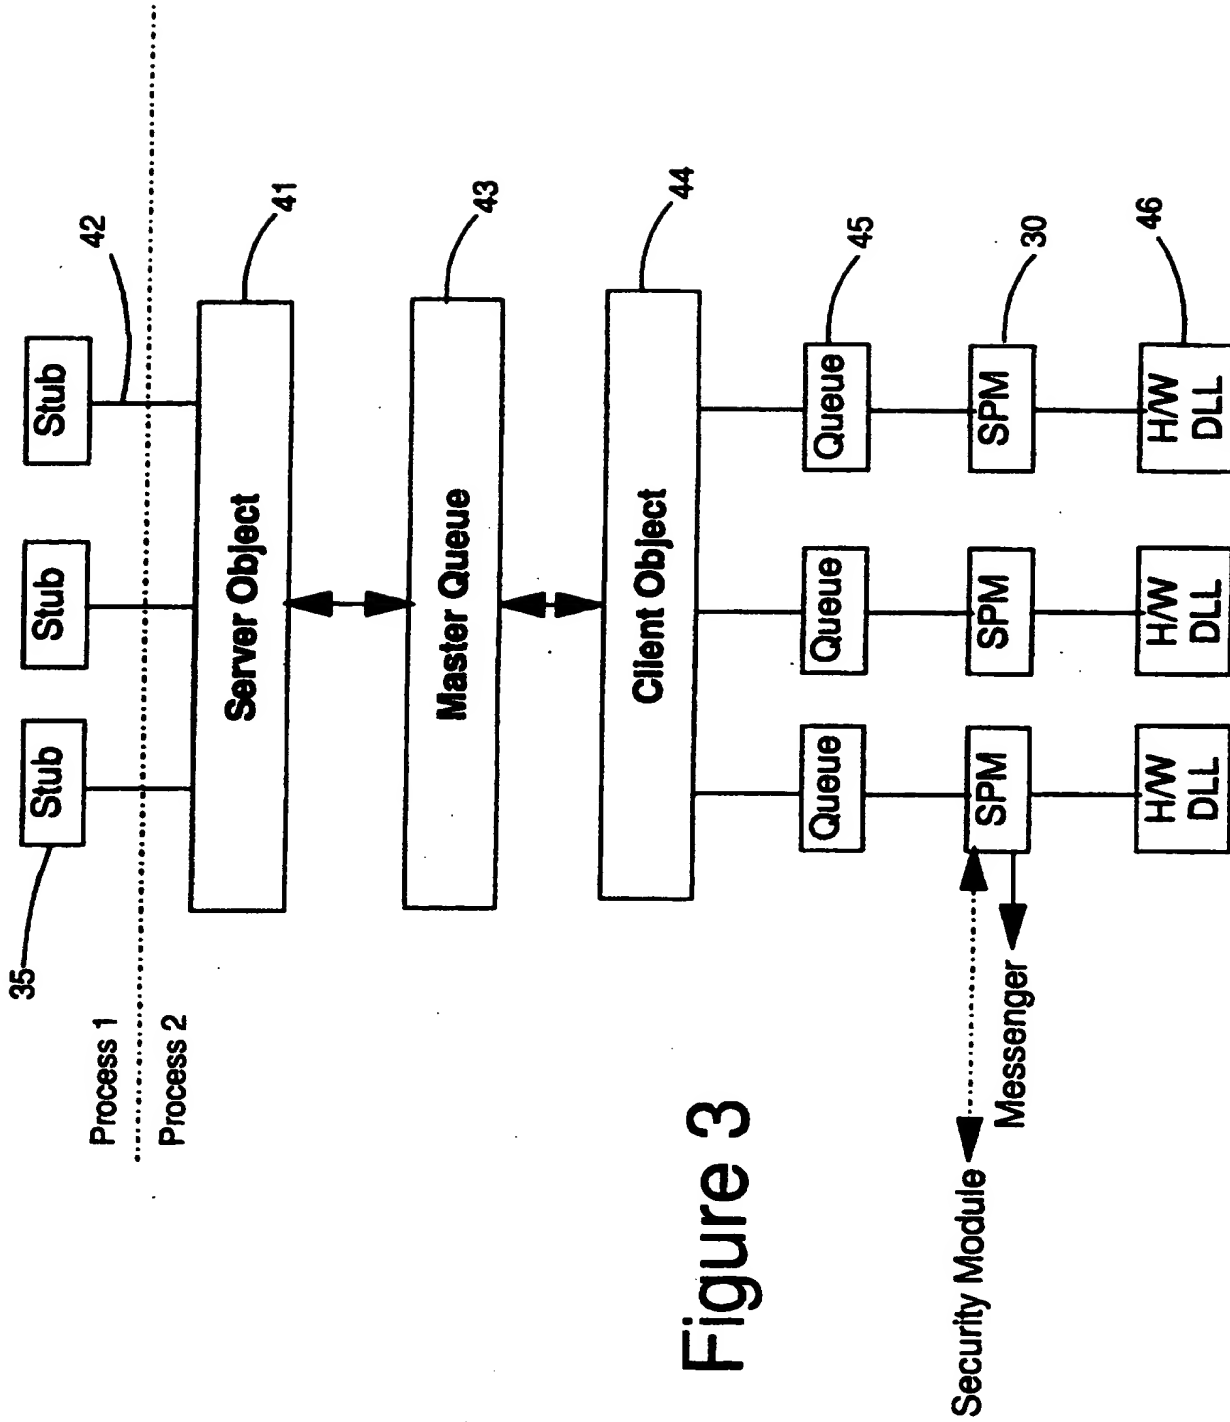 Process 1
Process 2
35
42
Stub
Stub
Stub
Server Object
41
Master Queue
43
Client Object
44
Queue
Queue
Queue
45
SPM
SPM
SPM
30
H/W
DLL
H/W
DLL
H/W
DLL
46
Security Module
Messenger
Figure 3